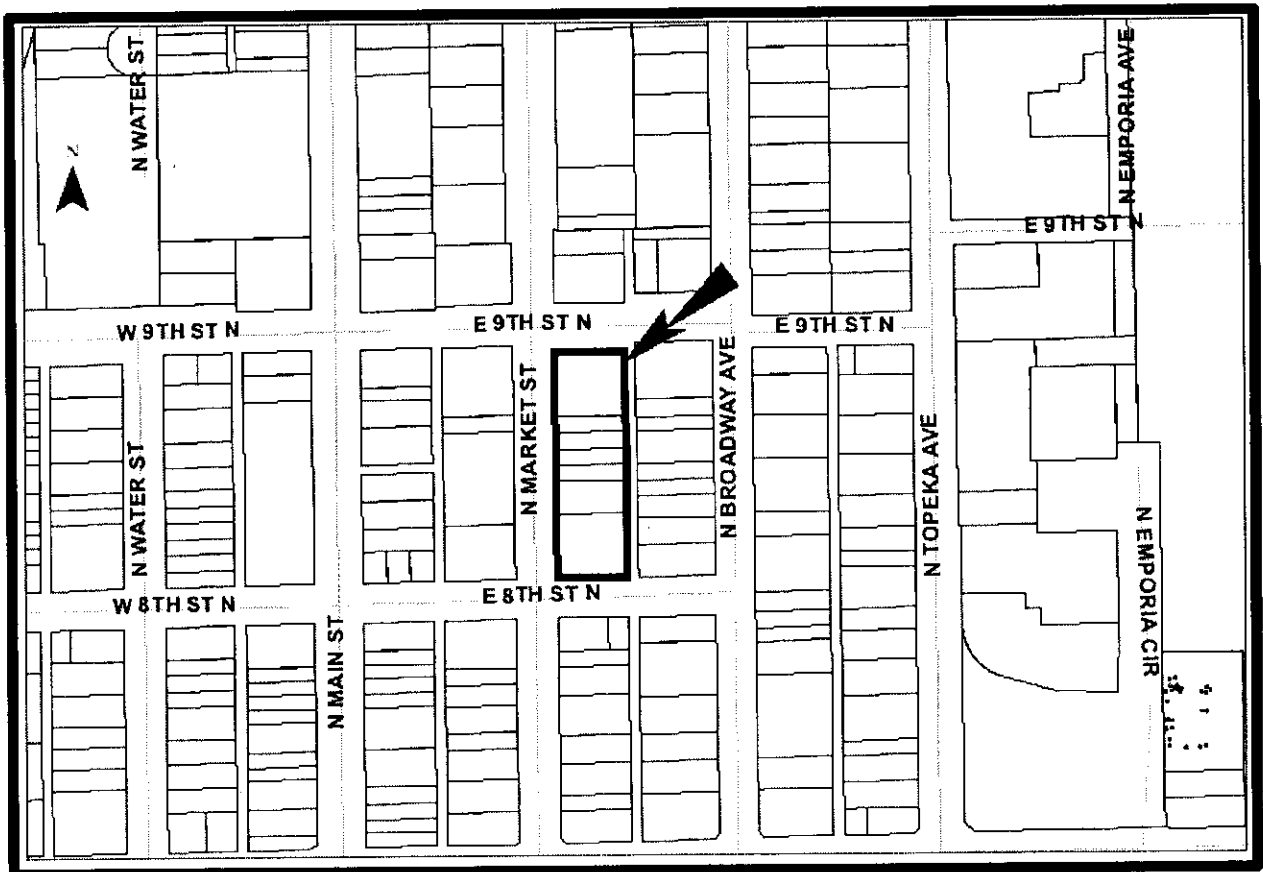 N WATER ST
N EMPORIA AVE
N
E 9TH ST N
W 9TH ST N
E 9TH ST N
E 9TH ST N
N MARKET ST
N BROADWAY AVE
N TOPEKA AVE
N WATER ST
N EMPORIA CIR
W 8TH ST N
E 8TH ST N
N MAIN ST